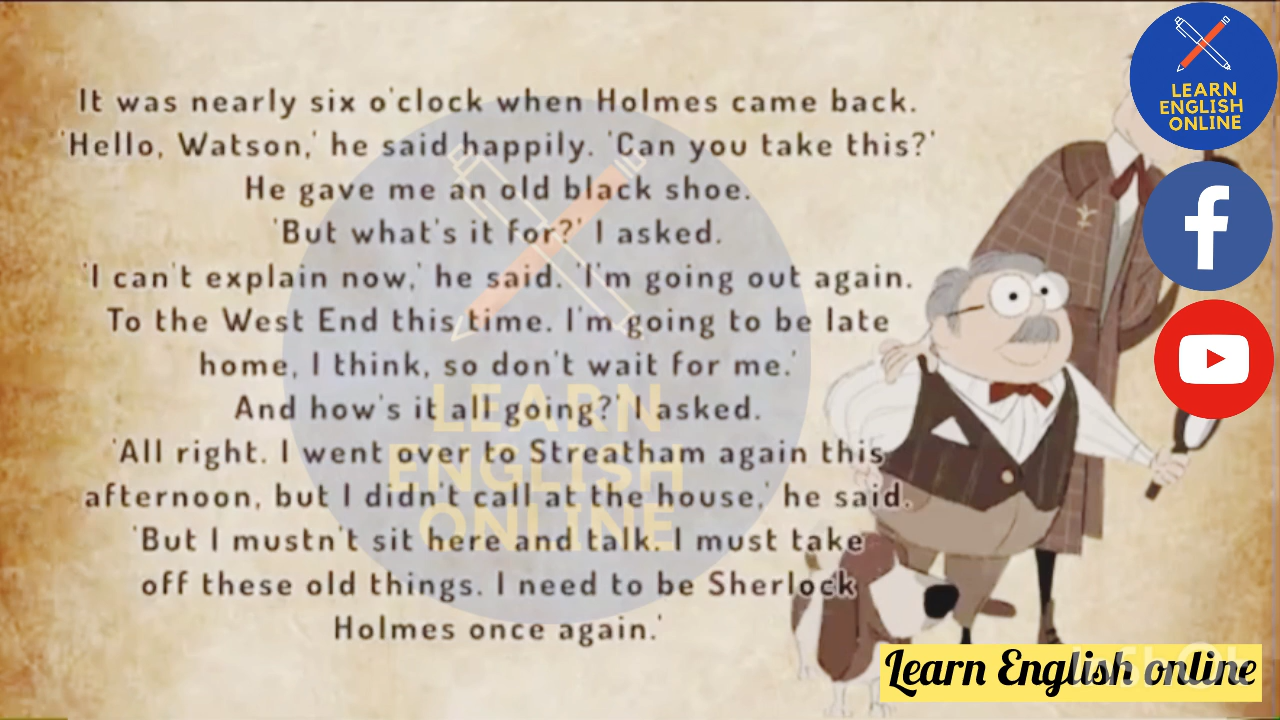 It was nearly six o'clock when Holmes came back.
'Hello, Watson,' he said happily. 'Can you take this?'
He gave me an old black shoe.
'But what's it for?' I asked.
'I can't explain now,' he said. 'I'm going out again.
To the West End this time. I'm going to be late
home, I think, so don't wait for me.'
And how's it all going?' I asked.
'All right. I went over to Streatham again this
afternoon, but I didn't call at the house,' he said.
'But I mustn't sit here and talk. I must take
off these old things. I need to be Sherlock
Holmes once again.'
LEARN
ENGLISH
ONLINE
LEARN
ENGLISH
ONLINE
f
Learn English online